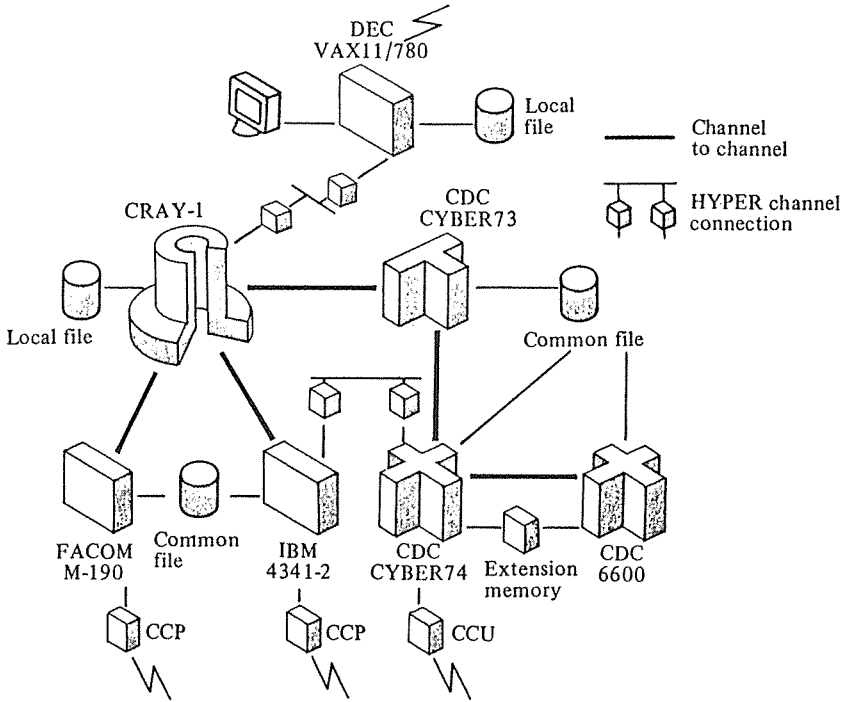 DEC
VAX11/780
Local
file
Channel
to channel
HYPER channel
connection
CRAY-1
CDC
CYBER73
Local file
Common file
FACOM
M-190
Common
file
IBM
4341-2
CDC
CYBER74
Extension
memory
CDC
6600
CCP
CCP
CCU